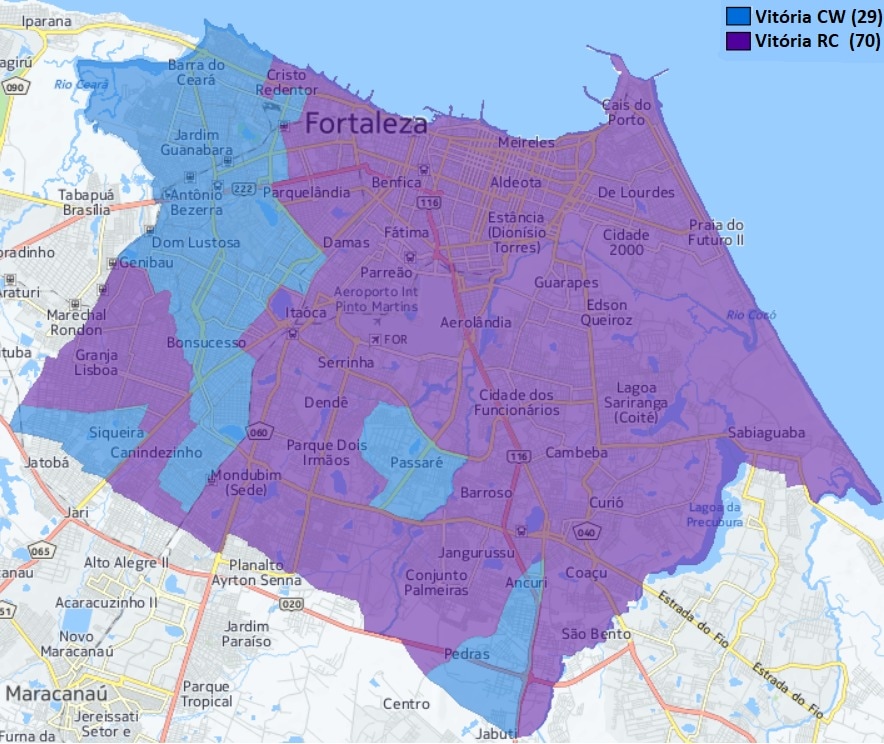 Vitória CW (29)
Vitória RC (70)
Iparana
agirú
090
Rio Ceará
Barra do
Ceará
Cristo
Redentor
Fortaleza
Cais do
Porto
Jardim
Guanabara
Meireles
Benfica
Aldeota
De Lourdes
222
Parquelândia
116
Antônio
Bezerra
Tabapuá
Brasília
Estância
(Dionísio
Torres)
Fátima
Damas
Cidade
2000
Praia do
Futuro II
Dom Lustosa
oradinho
Genibau
Parreão
Guarapes
Araturi
Aeroporto Int
Pinto Martins
Edson
Queiroz
Rio Cocó
Marechal
Rondon
Itaóca
Aerolândia
FOR
Bonsucesso
ituba
Granja
Lisboa
Serrinha
Dendê
Cidade dos
Funcionários
Lagoa
Sariranga
(Coité)
Siqueira
060
Sabiaguaba
Canindezinho
Parque Dois
Irmãos
Passaré
116
Cambeba
Jatobá
Mondubim
(Sede)
Barroso
Curió
Lagoa da
Precubura
Jari
040
065
Jangurussu
Alto Alegre II
Planalto
Ayrton Senna
Conjunto
Palmeiras
Ancuri
Coaçu
anau
Acaracuzinho II
020
51
Estrada do Fio
Novo
Maracanaú
Jardim
Paraíso
São Bento
Pedras
Estrada do Fio
Maracanaú
Parque
Tropical
Centro
Jereissati
Setor e
Furna da
Jabuti